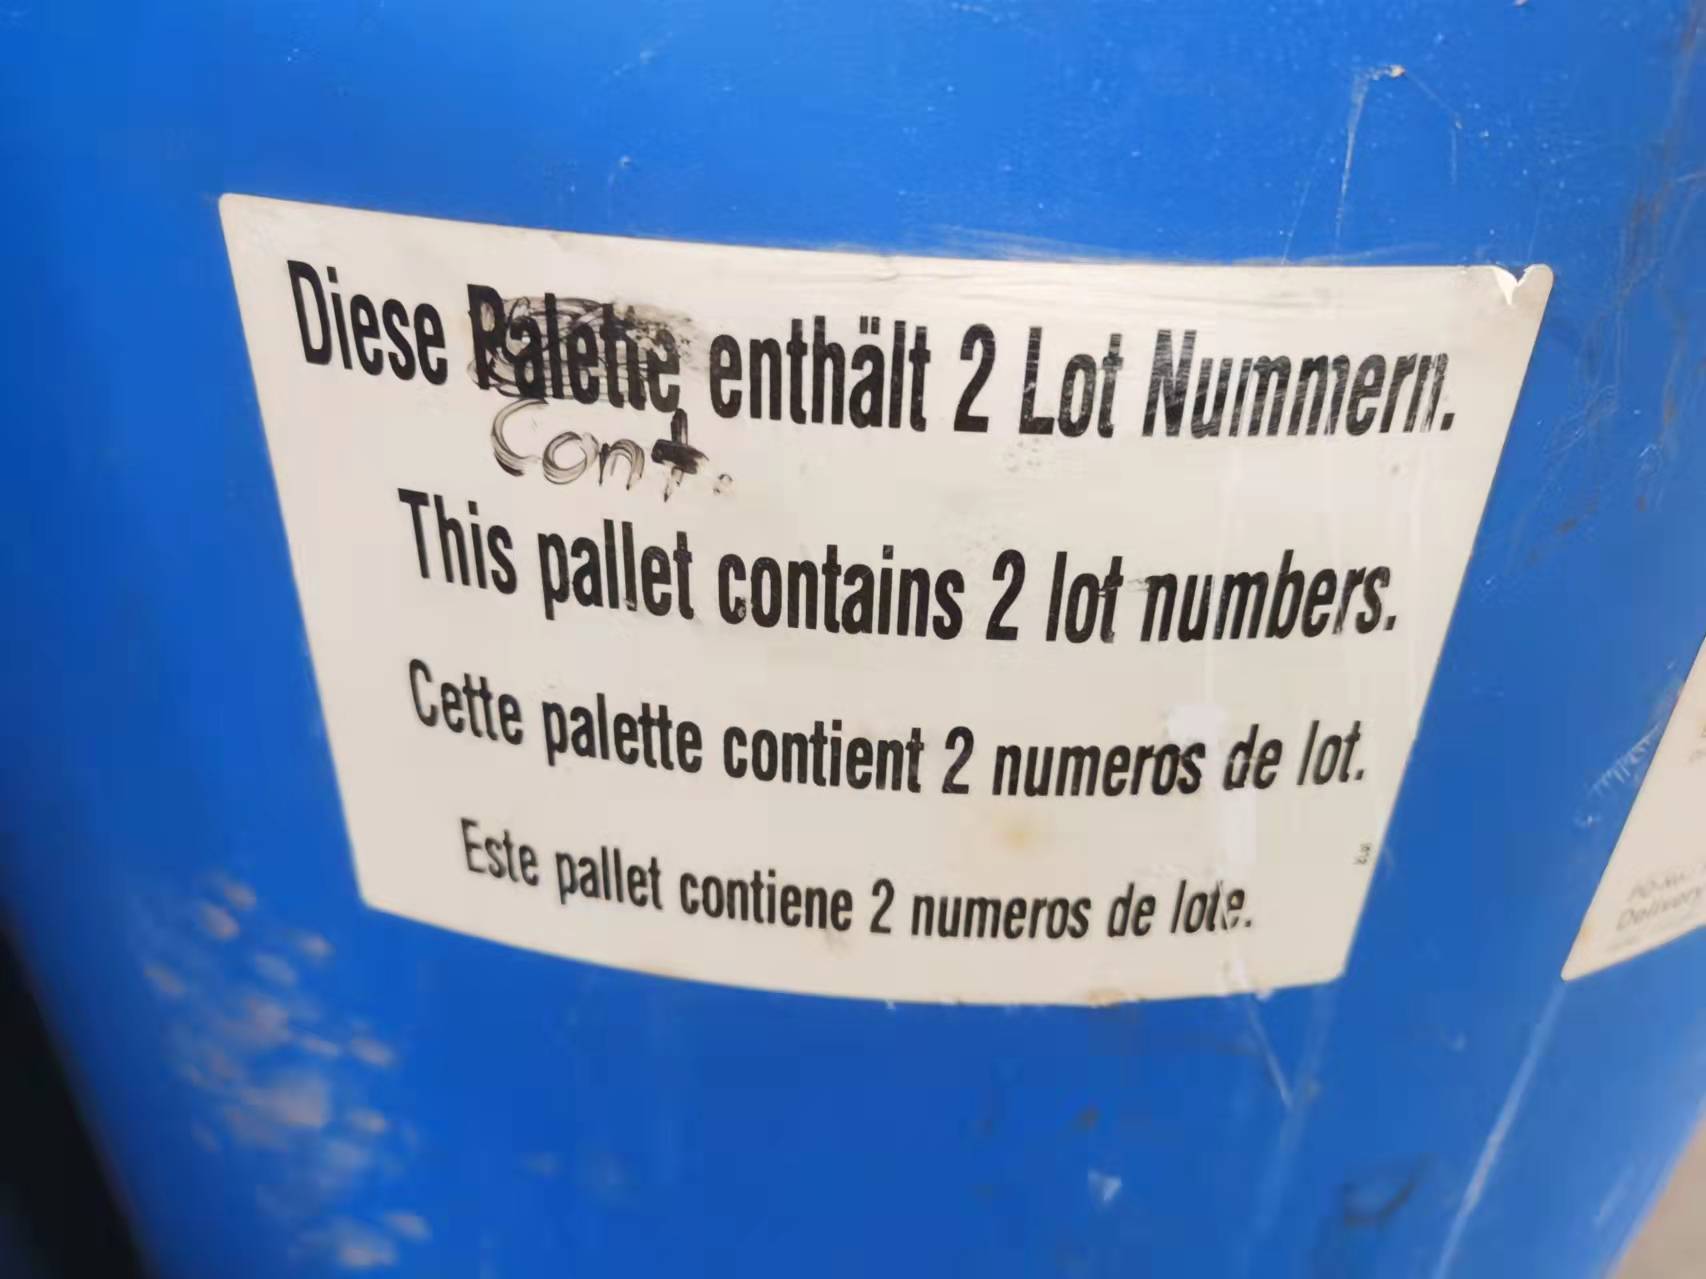 Diese Palette enthält 2 Lot Nummern.
Cont.
This pallet contains 2 lot numbers.
Cette palette contient 2 numeros de lot.
Este pallet contiene 2 numeros de lote.
Delivery